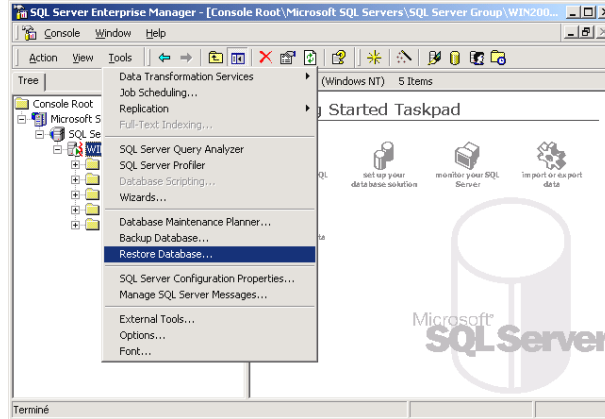 SQL Server Enterprise Manager - [Console Root\Microsoft SQL Servers\SQL Server Group\WIN200...
Console Window Help
Action View Tools
Tree
(Windows NT) 5 Items
Console Root
Microsoft S
SQL Se
WI
Data Transformation Services
Job Scheduling...
Replication
Full-Text Indexing...
SQL Server Query Analyzer
SQL Server Profiler
Database Scripting...
Wizards...
Database Maintenance Planner...
Backup Database...
Restore Database...
SQL Server Configuration Properties...
Manage SQL Server Messages...
External Tools...
Options...
Font...
g Started Taskpad
QL
set up your
database solution
monitor your SQL
Server
import or export
data
ta
Microsoft
SQL Server
Terminé